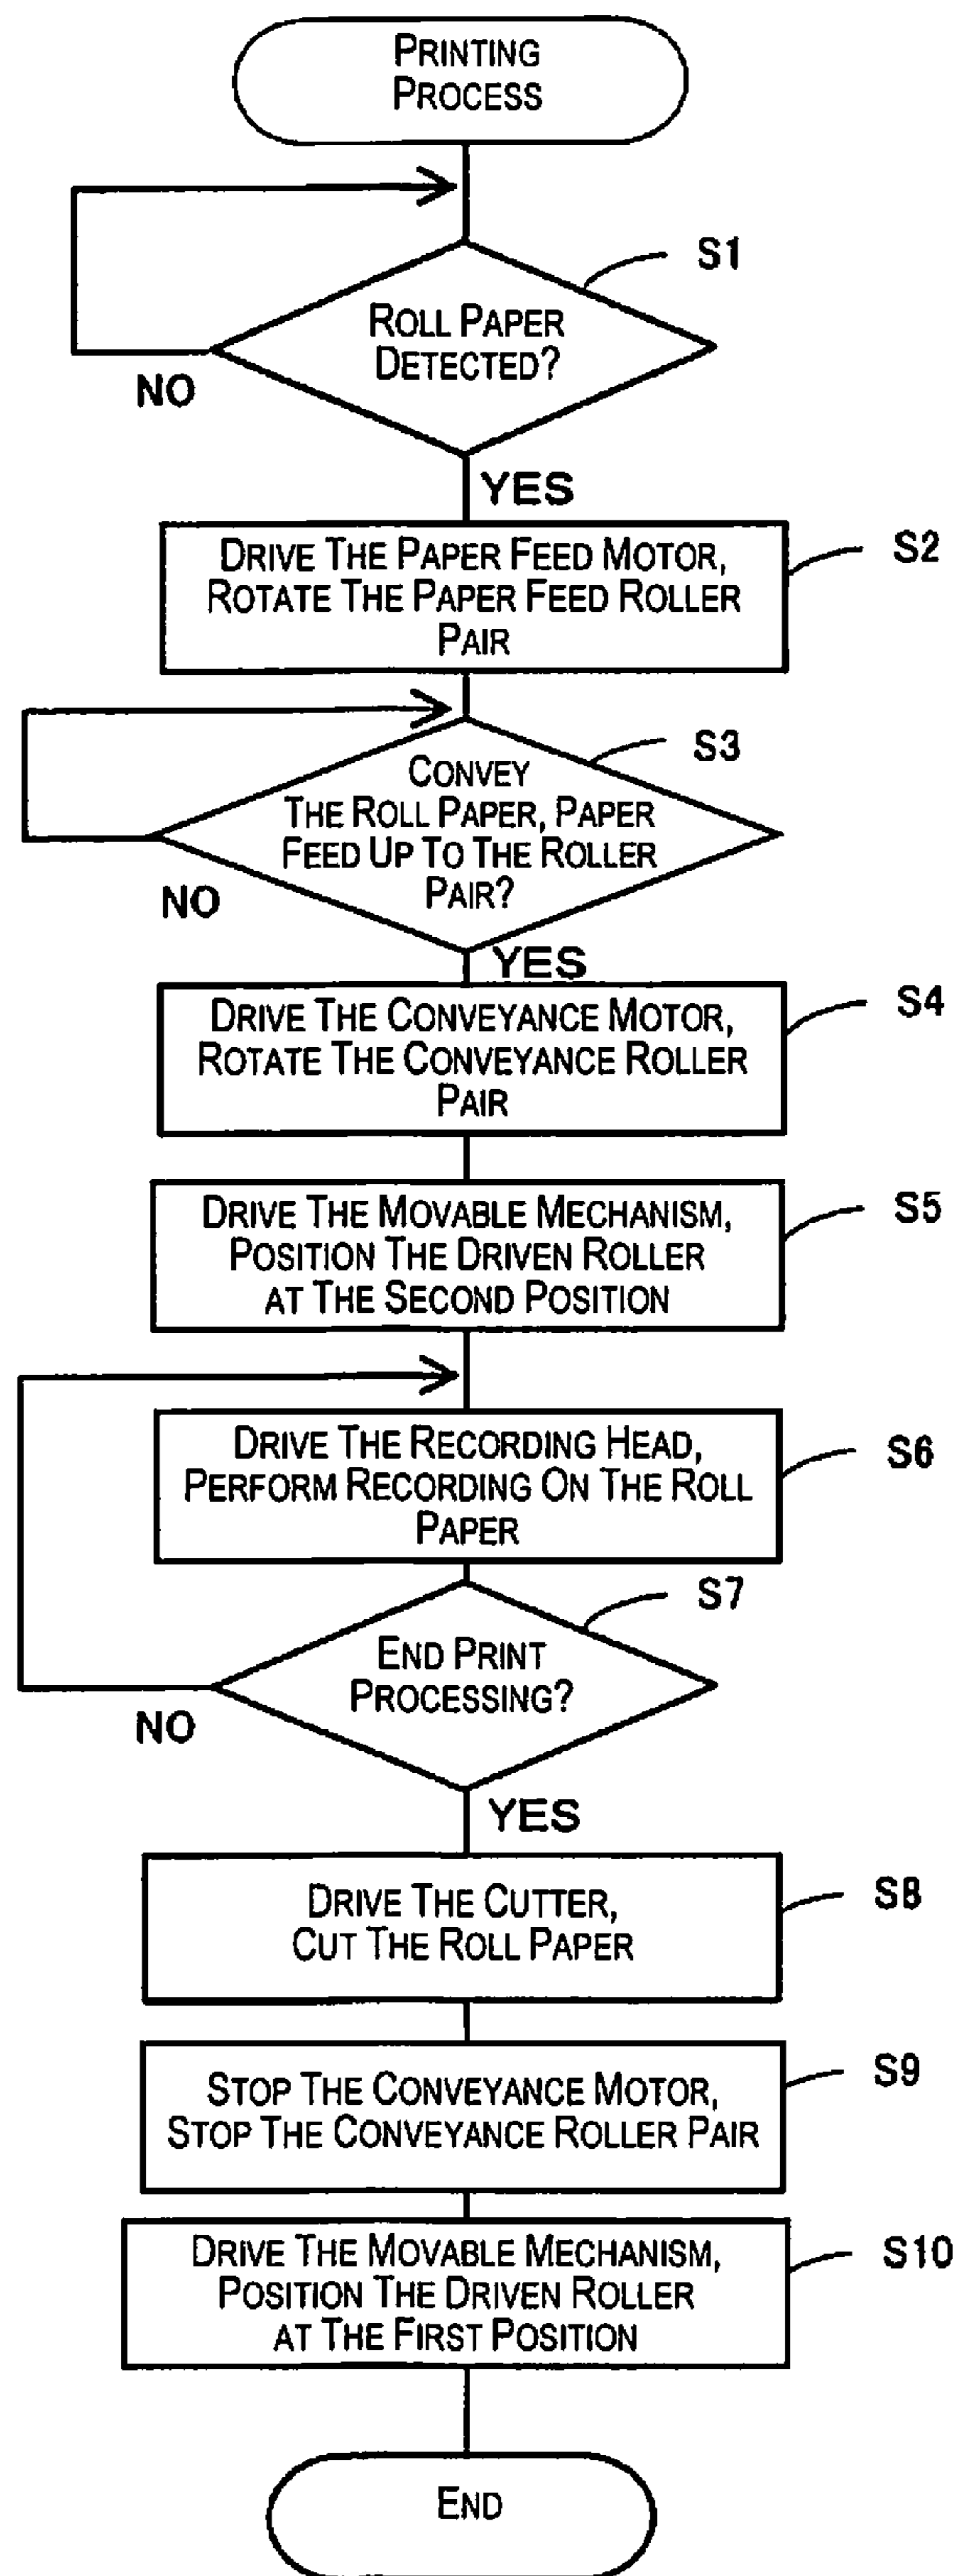 PRINTING
PROCESS
S1
ROLL PAPER
DETECTED?
NO
YES
S2
DRIVE THE PAPER FEED MOTOR,
ROTATE THE PAPER FEED ROLLER
PAIR
S3
CONVEY
THE ROLL PAPER, PAPER
FEED UP TO THE ROLLER
PAIR?
NO
YES
S4
DRIVE THE CONVEYANCE MOTOR,
ROTATE THE CONVEYANCE ROLLER
PAIR
S5
DRIVE THE MOVABLE MECHANISM,
POSITION THE DRIVEN ROLLER
AT THE SECOND POSITION
S6
DRIVE THE RECORDING HEAD,
PERFORM RECORDING ON THE ROLL
PAPER
S7
END PRINT
PROCESSING?
NO
YES
S8
DRIVE THE CUTTER,
CUT THE ROLL PAPER
S9
STOP THE CONVEYANCE MOTOR,
STOP THE CONVEYANCE ROLLER PAIR
S10
DRIVE THE MOVABLE MECHANISM,
POSITION THE DRIVEN ROLLER
AT THE FIRST POSITION
END